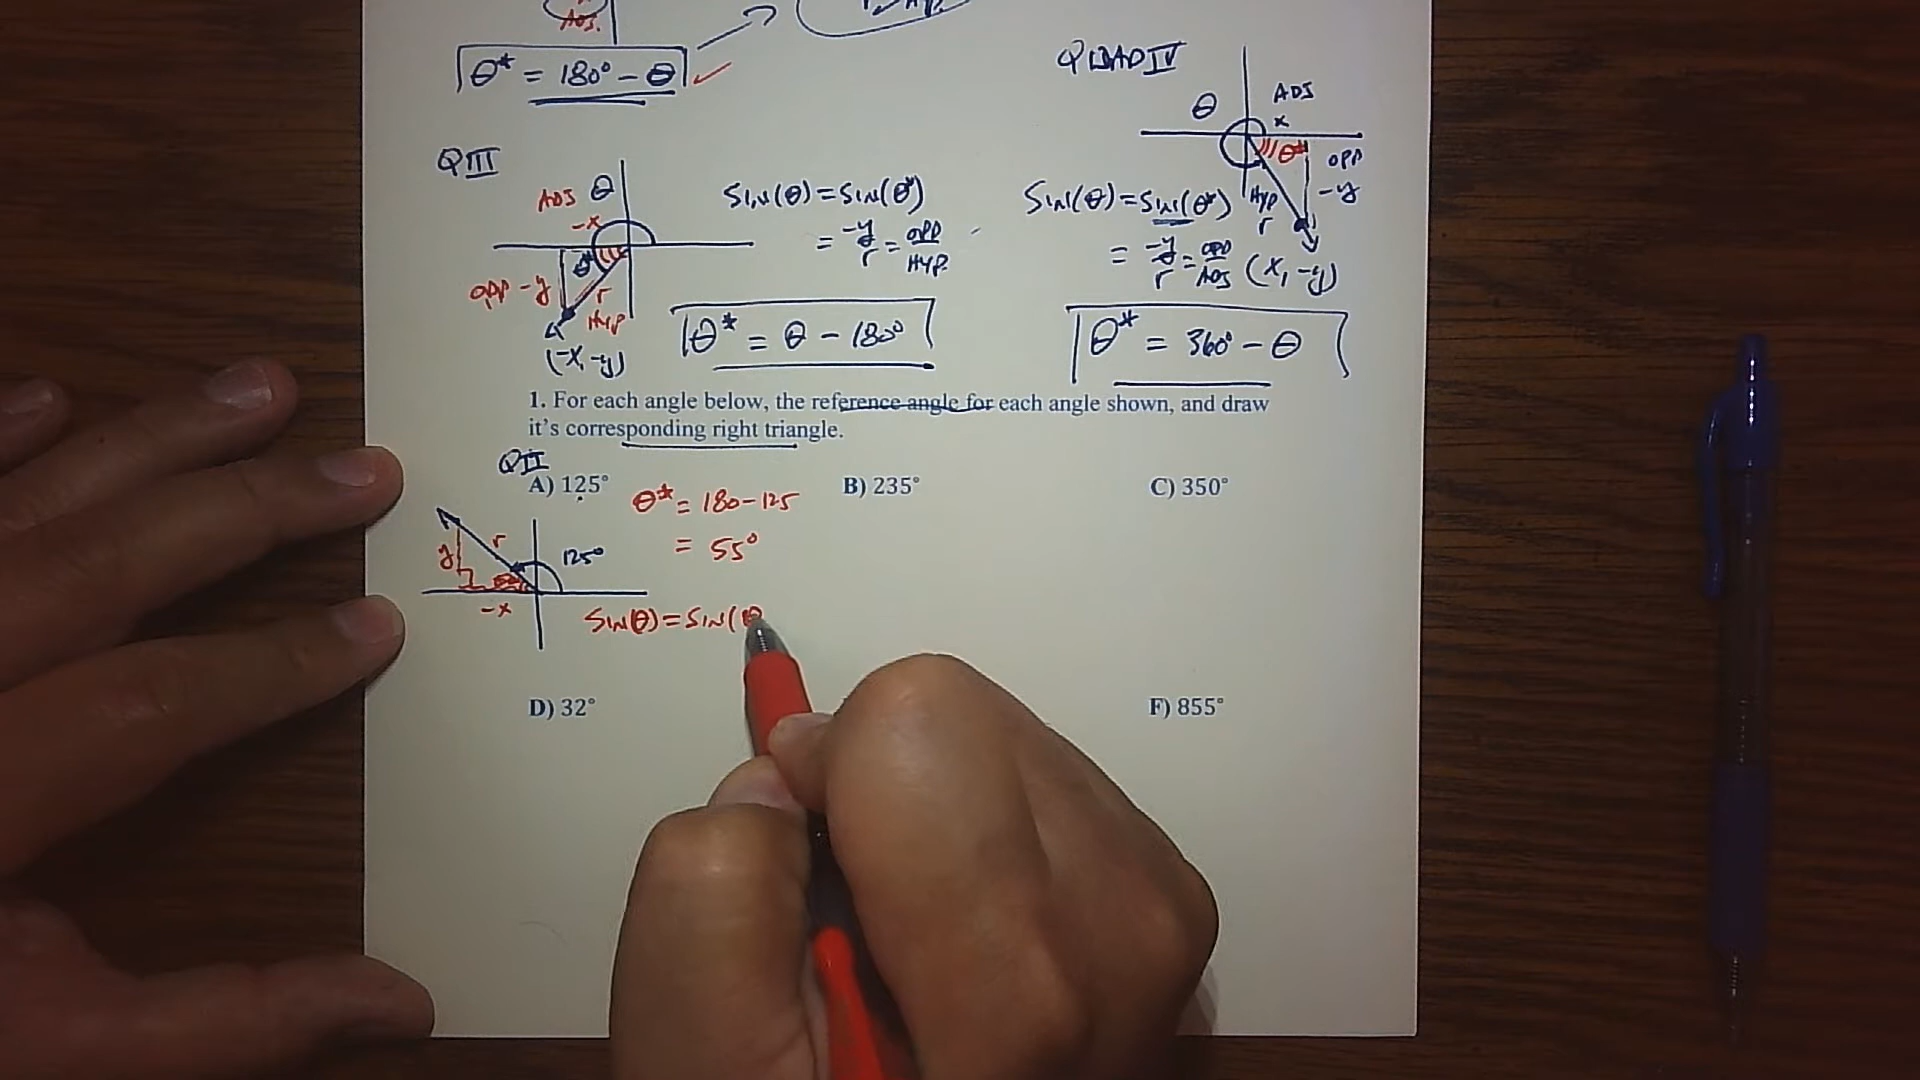 ADJ.
θ* = 180° − θ
QUAD IV
θ
ADJ
x
θ*
OPP
−y
HYP
r
(x, −y)
QIII
ADJ θ
−x
θ*
OPP −y
r
HYP
(−x, −y)
SIN(θ) = SIN(θ*)
= −y/r = OPP/HYP.
θ* = θ − 180°
SIN(θ) = SIN(θ*)
= −y/r = OPP/ADJ
θ* = 360° − θ
1. For each angle below, the reference angle for each angle shown, and draw
it's corresponding right triangle.
QII
A) 125°
θ* = 180 − 125
= 55°
y
r
125°
−x
SIN(θ) = SIN(θ
B) 235°
C) 350°
D) 32°
F) 855°